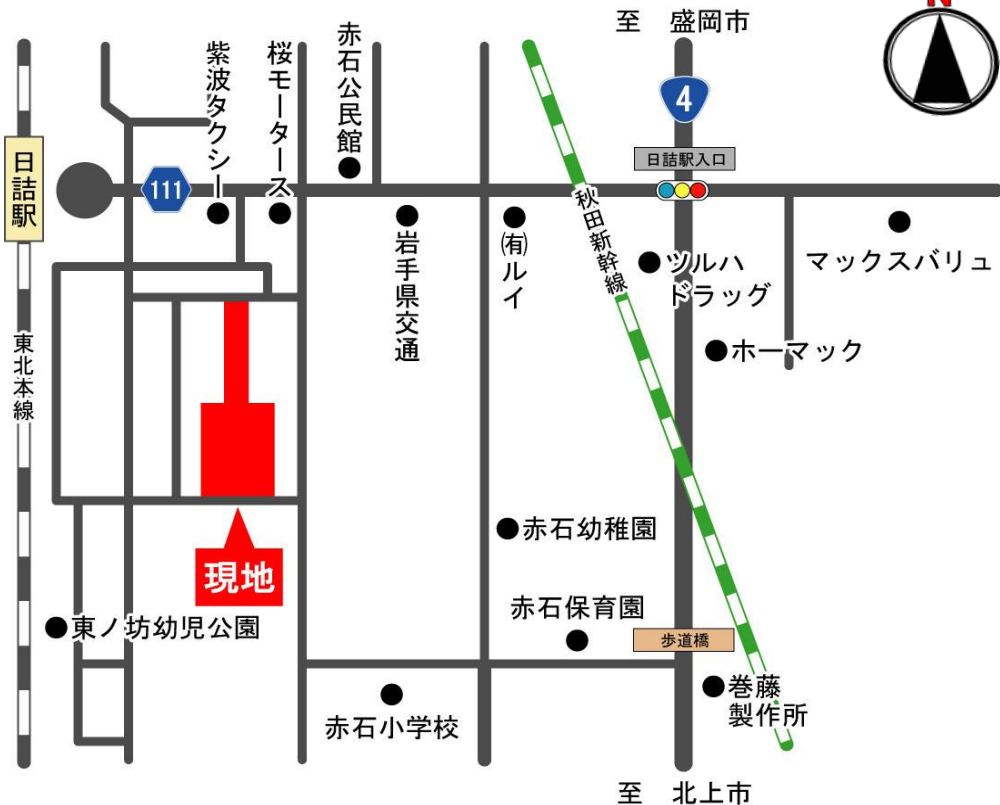 至 盛岡市
N
4
赤石公民館
桜モータース
紫波タクシー
日詰駅
111
日詰駅入口
秋田新幹線
(有)ルイ
岩手県交通
ツルハ
ドラッグ
マックスバリュ
ホーマック
東北本線
赤石幼稚園
現地
赤石保育園
東ノ坊幼児公園
歩道橋
赤石小学校
巻藤
製作所
至 北上市